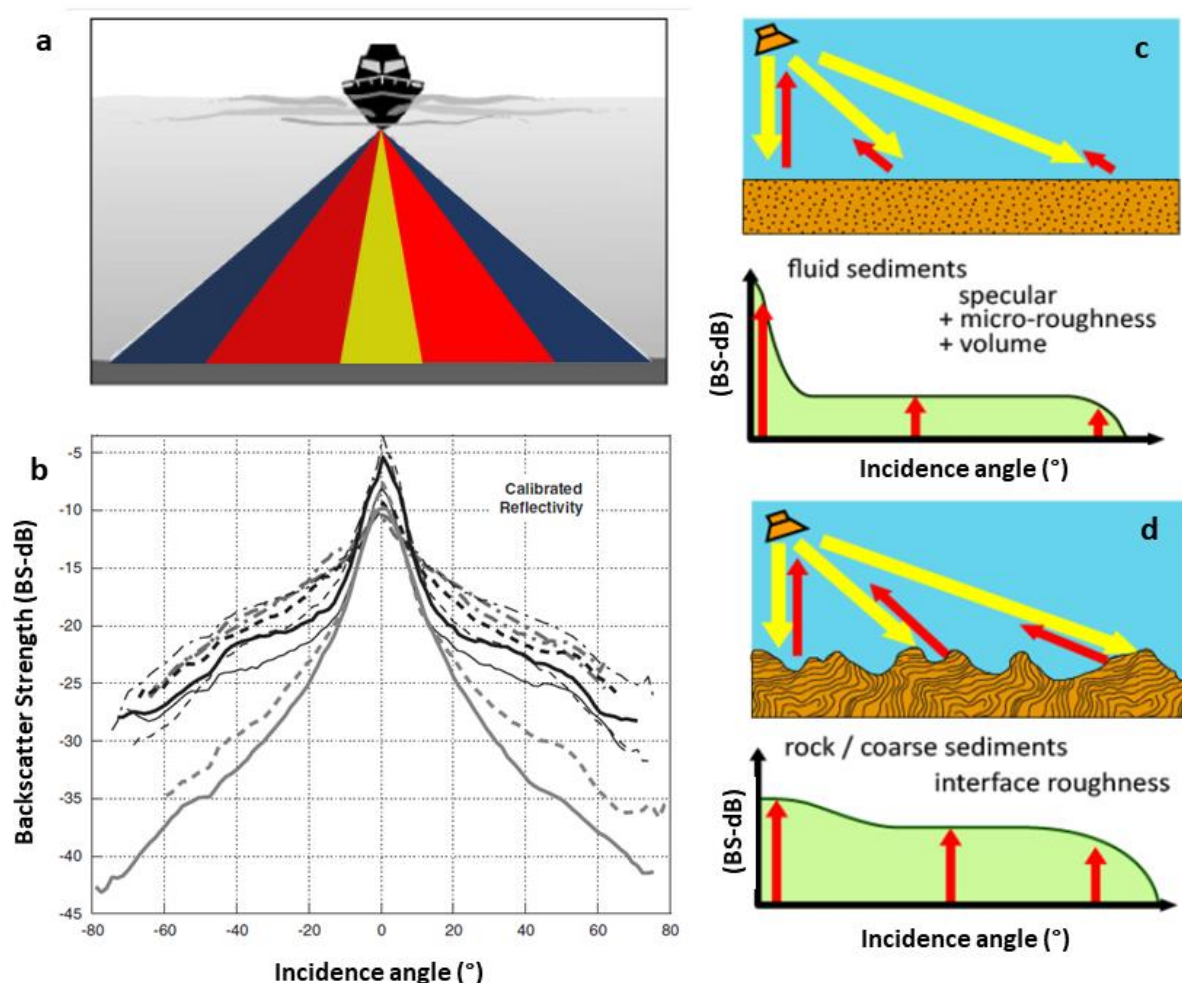 a
b
Calibrated
Reflectivity
Backscatter Strength (BS-dB)
-5
-10
-15
-20
-25
-30
-35
-40
-45
-80
-60
-40
-20
0
20
40
60
80
Incidence angle (°)
c
fluid sediments
specular
+ micro-roughness
+ volume
(BS-dB)
Incidence angle (°)
d
rock / coarse sediments
interface roughness
(BS-dB)
Incidence angle (°)